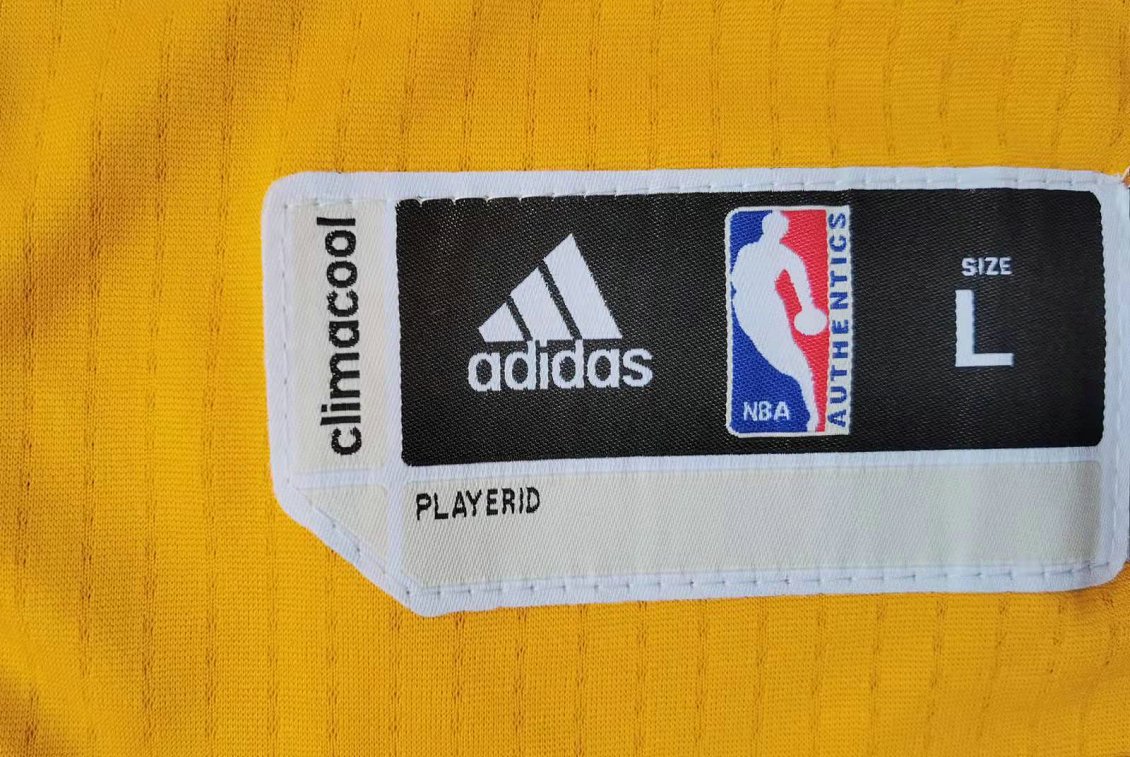 climacool
adidas
NBA
AUTHENTICS
SIZE
L
PLAYERID